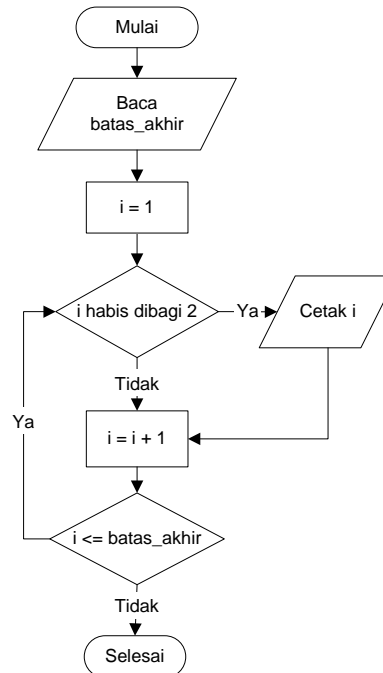 Mulai
Baca
batas_akhir
i = 1
i habis dibagi 2
Ya
Cetak i
Tidak
Ya
i = i + 1
i <= batas_akhir
Tidak
Selesai